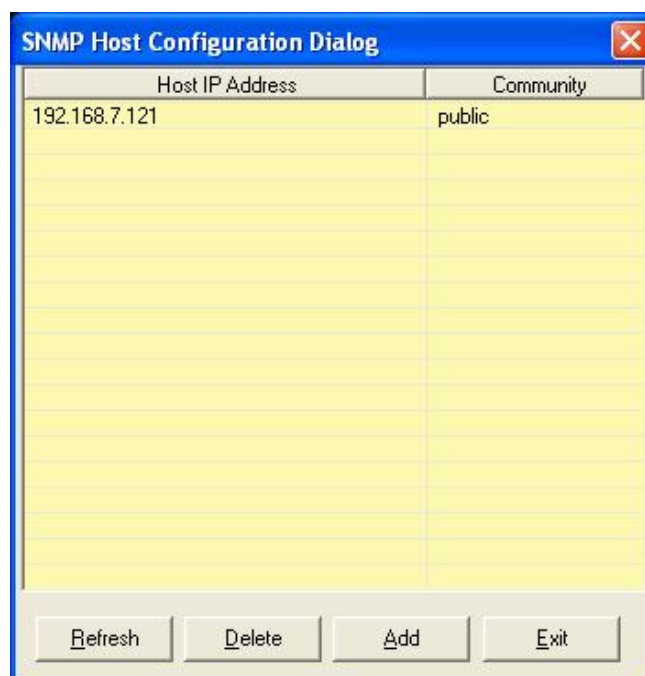 SNMP Host Configuration Dialog
Host IP Address Community
192.168.7.121 public
Refresh Delete Add Exit